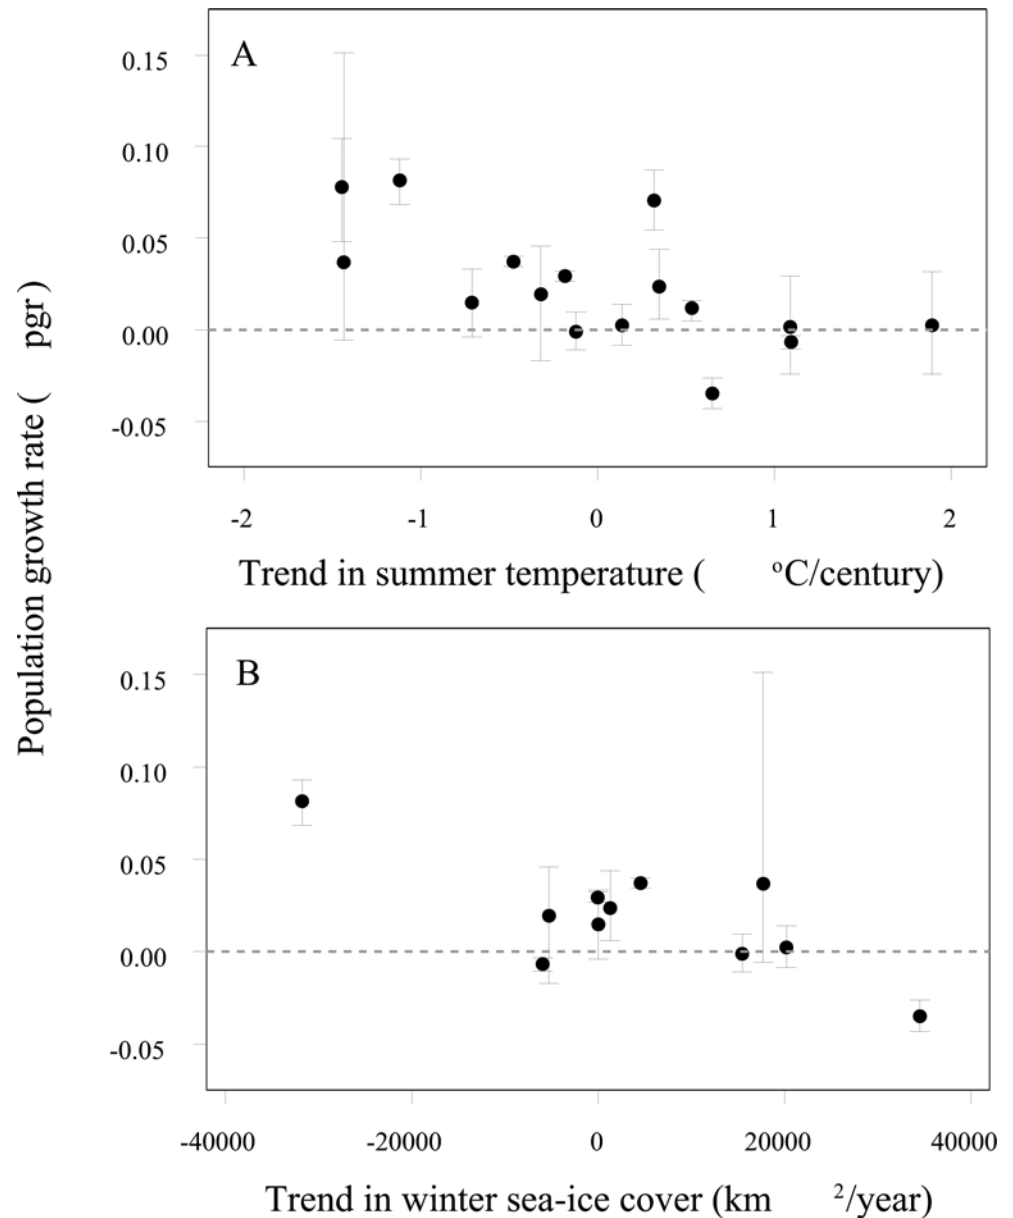 Population growth rate ( pgr)
A
0.15
0.10
0.05
0.00
-0.05
-2 -1 0 1 2
Trend in summer temperature ( ºC/century)
B
0.15
0.10
0.05
0.00
-0.05
-40000 -20000 0 20000 40000
Trend in winter sea-ice cover (km 2/year)